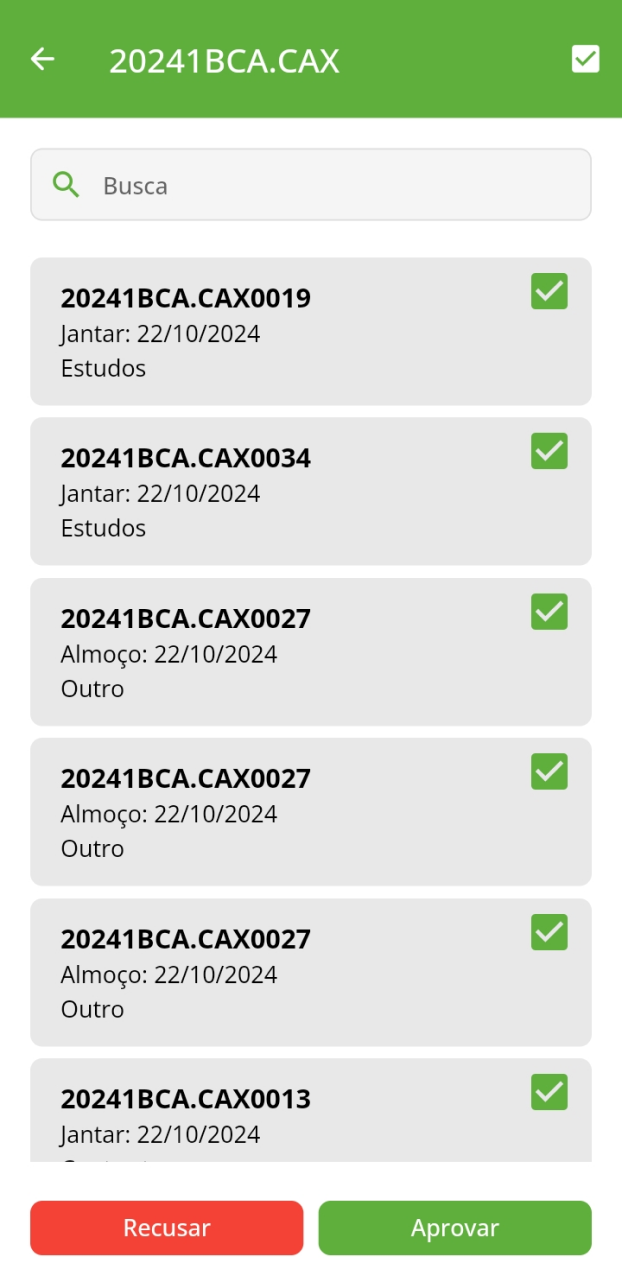 20241BCA.CAX
Busca
20241BCA.CAX0019
Jantar: 22/10/2024
Estudos
20241BCA.CAX0034
Jantar: 22/10/2024
Estudos
20241BCA.CAX0027
Almoço: 22/10/2024
Outro
20241BCA.CAX0027
Almoço: 22/10/2024
Outro
20241BCA.CAX0027
Almoço: 22/10/2024
Outro
20241BCA.CAX0013
Jantar: 22/10/2024
Recusar
Aprovar